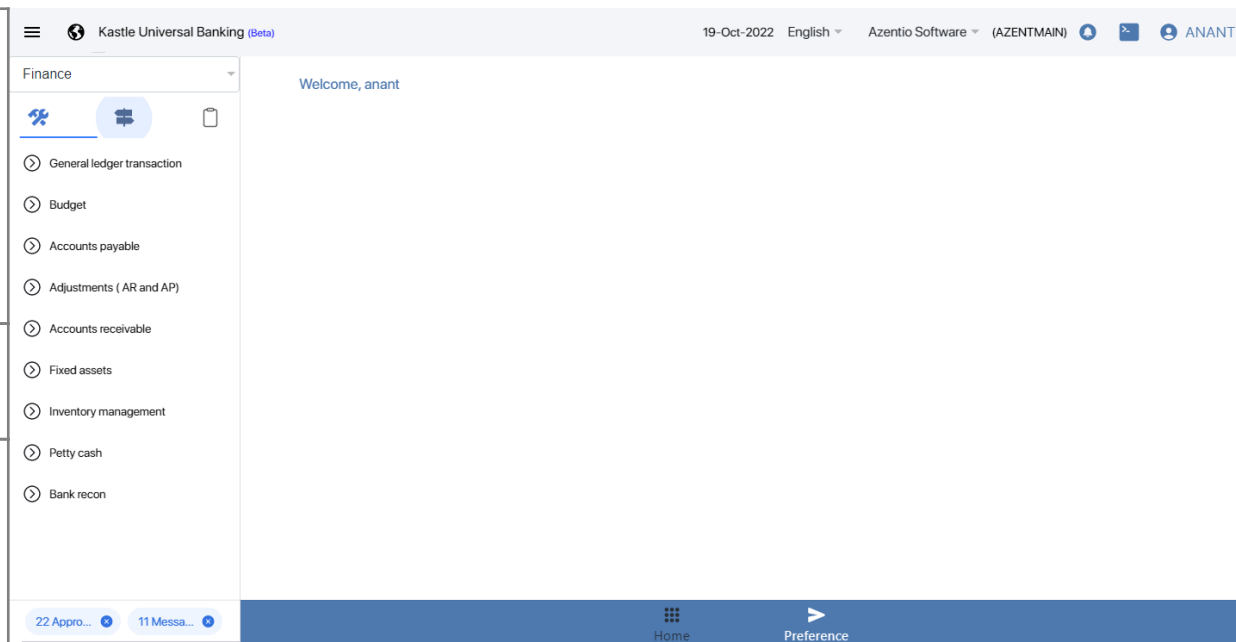 Kastle Universal Banking (Beta)
19-Oct-2022 English Azentio Software (AZENTMAIN) ANANT
Finance
Welcome, anant
General ledger transaction
Budget
Accounts payable
Adjustments ( AR and AP)
Accounts receivable
Fixed assets
Inventory management
Petty cash
Bank recon
22 Appro... 11 Messa...
Home Preference